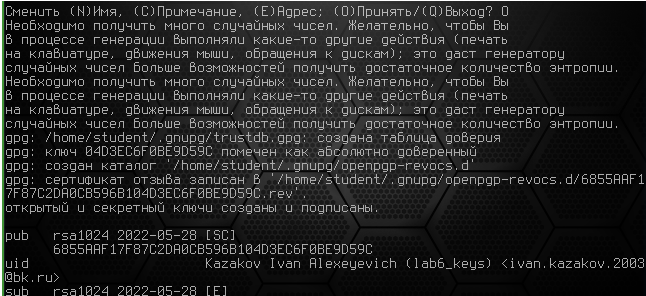 Сменить (N)Имя, (C)Примечание, (E)Адрес; (O)Принять/(Q)Выход? O
Необходимо получить много случайных чисел. Желательно, чтобы Вы
в процессе генерации выполняли какие-то другие действия (печать
на клавиатуре, движения мыши, обращения к дискам); это даст генератору
случайных чисел больше возможностей получить достаточное количество энтропии.
Необходимо получить много случайных чисел. Желательно, чтобы Вы
в процессе генерации выполняли какие-то другие действия (печать
на клавиатуре, движения мыши, обращения к дискам); это даст генератору
случайных чисел больше возможностей получить достаточное количество энтропии.
gpg: /home/student/.gnupg/trustdb.gpg: создана таблица доверия
gpg: ключ 04D3EC6F0BE9D59C помечен как абсолютно доверенный
gpg: создан каталог '/home/student/.gnupg/openpgp-revocs.d'
gpg: сертификат отзыва записан в '/home/student/.gnupg/openpgp-revocs.d/6855AAF1
7F87C2DA0CB596B104D3EC6F0BE9D59C.rev'.
открытый и секретный ключи созданы и подписаны.
pub rsa1024 2022-05-28 [SC]
6855AAF17F87C2DA0CB596B104D3EC6F0BE9D59C
uid Kazakov Ivan Alexeyevich (lab6_keys) <ivan.kazakov.2003
@bk.ru>
sub rsa1024 2022-05-28 [E]